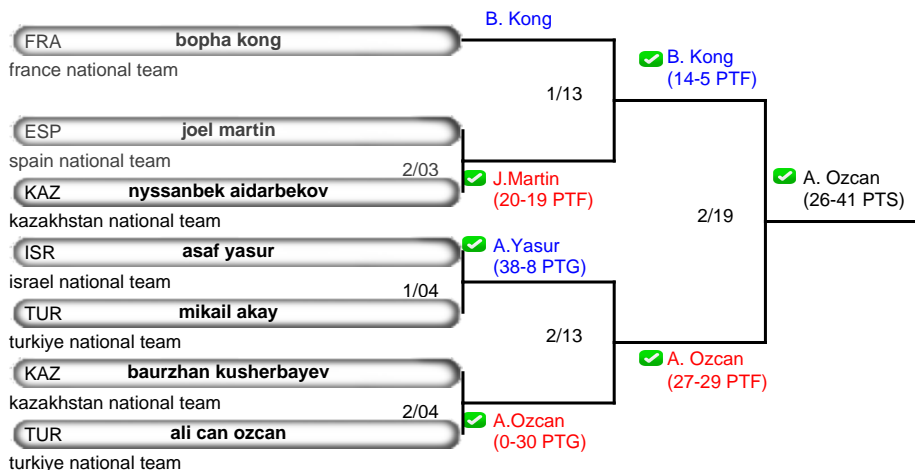 B. Kong
FRA bopha kong
france national team
B. Kong
(14-5 PTF)
1/13
ESP joel martin
spain national team
2/03
J.Martin
(20-19 PTF)
KAZ nyssanbek aidarbekov
kazakhstan national team
A. Ozcan
(26-41 PTS)
2/19
ISR asaf yasur
israel national team
A.Yasur
(38-8 PTG)
1/04
TUR mikail akay
turkiye national team
2/13
KAZ baurzhan kusherbayev
kazakhstan national team
A. Ozcan
(27-29 PTF)
2/04
A.Ozcan
(0-30 PTG)
TUR ali can ozcan
turkiye national team